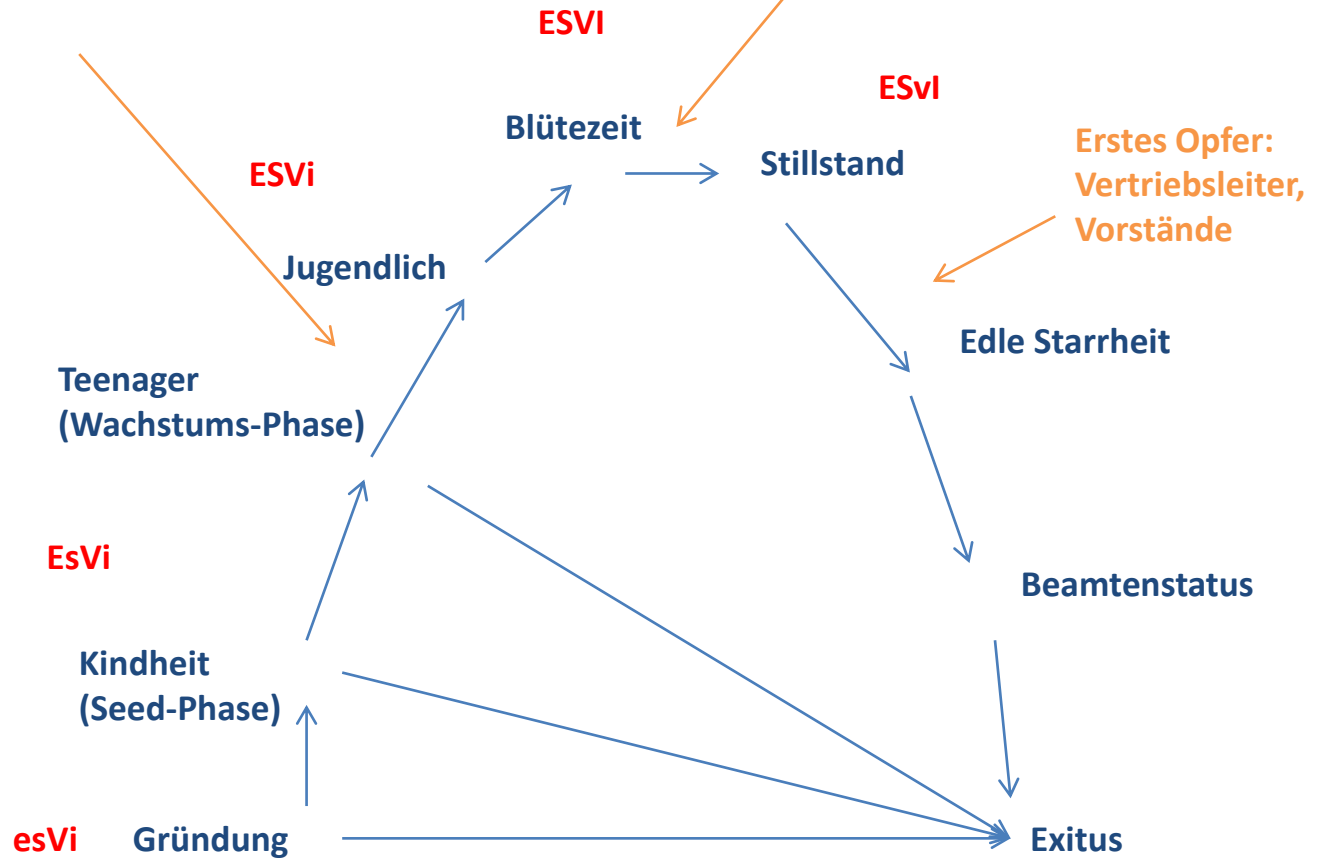 ESVI
ESvI
Blütezeit
Erstes Opfer:
Vertriebsleiter,
Vorstände
Stillstand
ESVi
Jugendlich
Edle Starrheit
Teenager
(Wachstums-Phase)
EsVi
Beamtenstatus
Kindheit
(Seed-Phase)
esVi
Gründung
Exitus